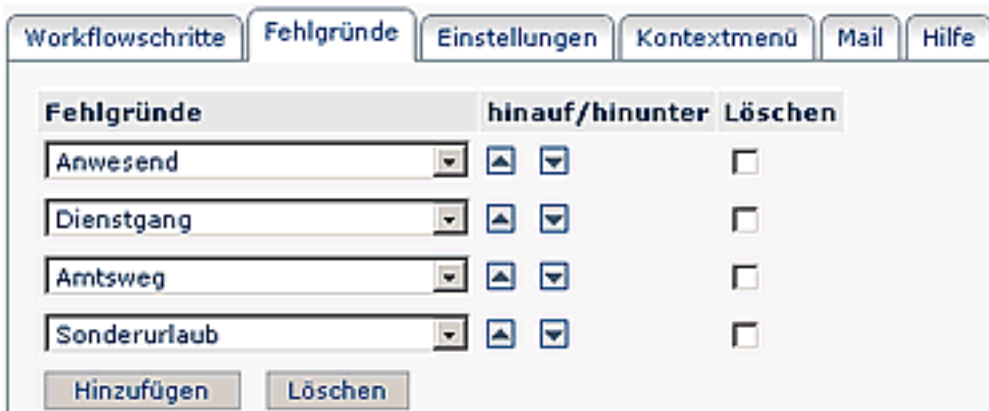 Workflowschritte Fehlgründe Einstellungen Kontextmenü Mail Hilfe
Fehlgründe hinauf/hinunter Löschen
Anwesend
Dienstgang
Amtsweg
Sonderurlaub
Hinzufügen Löschen